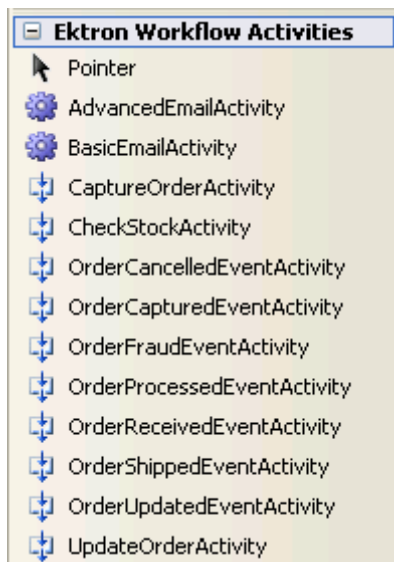 Ektron Workflow Activities
Pointer
AdvancedEmailActivity
BasicEmailActivity
CaptureOrderActivity
CheckStockActivity
OrderCancelledEventActivity
OrderCapturedEventActivity
OrderFraudEventActivity
OrderProcessedEventActivity
OrderReceivedEventActivity
OrderShippedEventActivity
OrderUpdatedEventActivity
UpdateOrderActivity